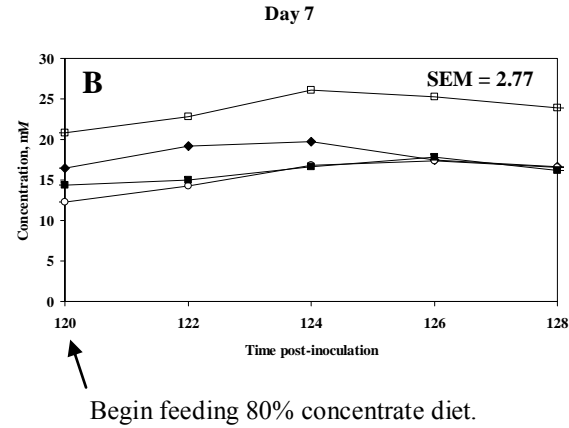 Day 7
B
SEM = 2.77
30
25
20
15
10
5
0
Concentration, mM
120
122
124
126
128
Time post-inoculation
Begin feeding 80% concentrate diet.